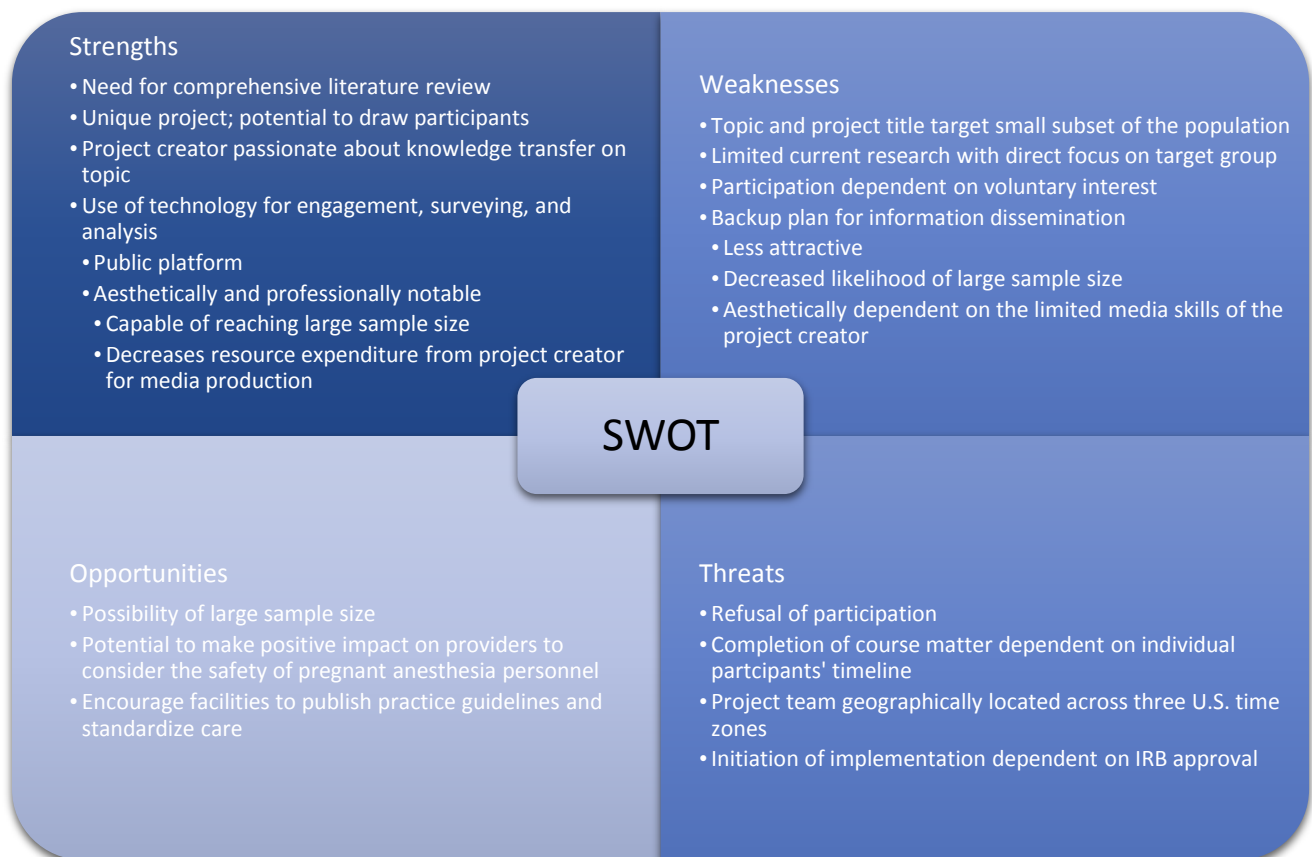 Strengths
• Need for comprehensive literature review
• Unique project; potential to draw participants
• Project creator passionate about knowledge transfer on
topic
• Use of technology for engagement, surveying, and
analysis
• Public platform
• Aesthetically and professionally notable
• Capable of reaching large sample size
• Decreases resource expenditure from project creator
for media production
Weaknesses
• Topic and project title target small subset of the population
• Limited current research with direct focus on target group
• Participation dependent on voluntary interest
• Backup plan for information dissemination
• Less attractive
• Decreased likelihood of large sample size
• Aesthetically dependent on the limited media skills of the
project creator
SWOT
Opportunities
• Possibility of large sample size
• Potential to make positive impact on providers to
consider the safety of pregnant anesthesia personnel
• Encourage facilities to publish practice guidelines and
standardize care
Threats
• Refusal of participation
• Completion of course matter dependent on individual
partcipants' timeline
• Project team geographically located across three U.S. time
zones
• Initiation of implementation dependent on IRB approval